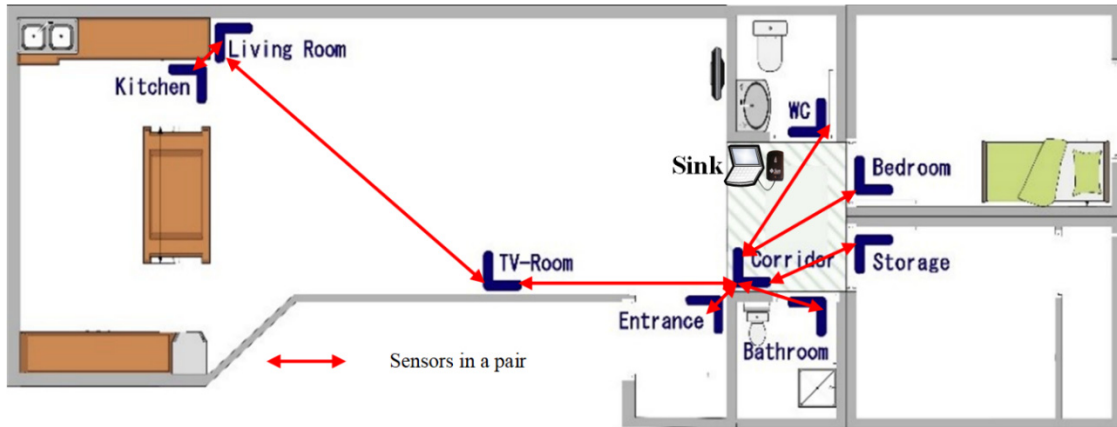 Living Room
Kitchen
WC
Sink
Bedroom
TV-Room
Corridor
Storage
Entrance
Bathroom
Sensors in a pair